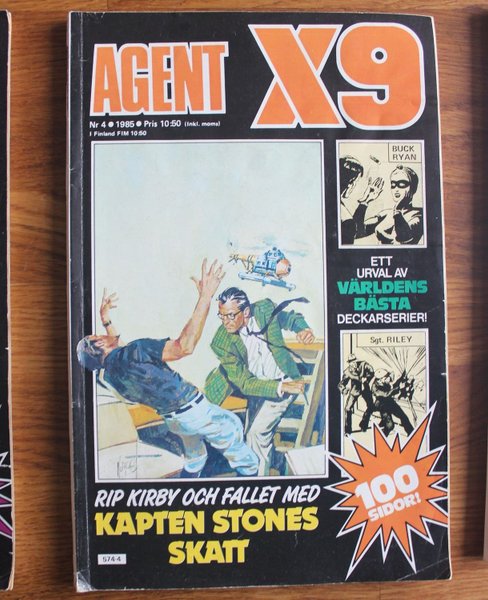 AGENT X9
Nr 4 • 1985 • Pris 10:50 (Inkl. moms)
I Finland FIM 10:50
BUCK
RYAN
ETT
URVAL AV
VÄRLDENS
BÄSTA
DECKARSERIER!
Sgt. RILEY
100
SIDOR!
RIP KIRBY OCH FALLET MED
KAPTEN STONES
SKATT
574-4